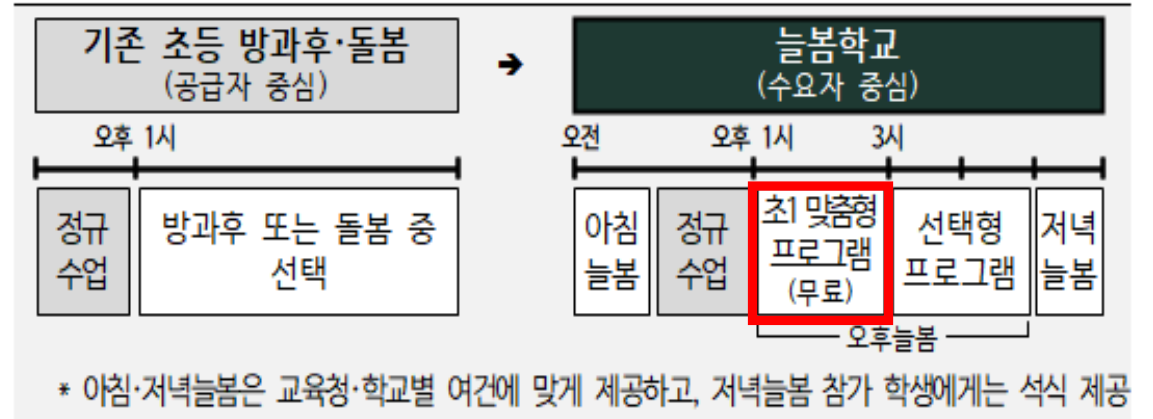 기존 초등 방과후·돌봄
(공급자 중심)
➔
늘봄학교
(수요자 중심)
오후 1시
오전
오후 1시
3시
정규
수업
방과후 또는 돌봄 중
선택
아침
늘봄
정규
수업
초1 맞춤형
프로그램
(무료)
선택형
프로그램
저녁
늘봄
오후늘봄
* 아침·저녁늘봄은 교육청·학교별 여건에 맞게 제공하고, 저녁늘봄 참가 학생에게는 석식 제공